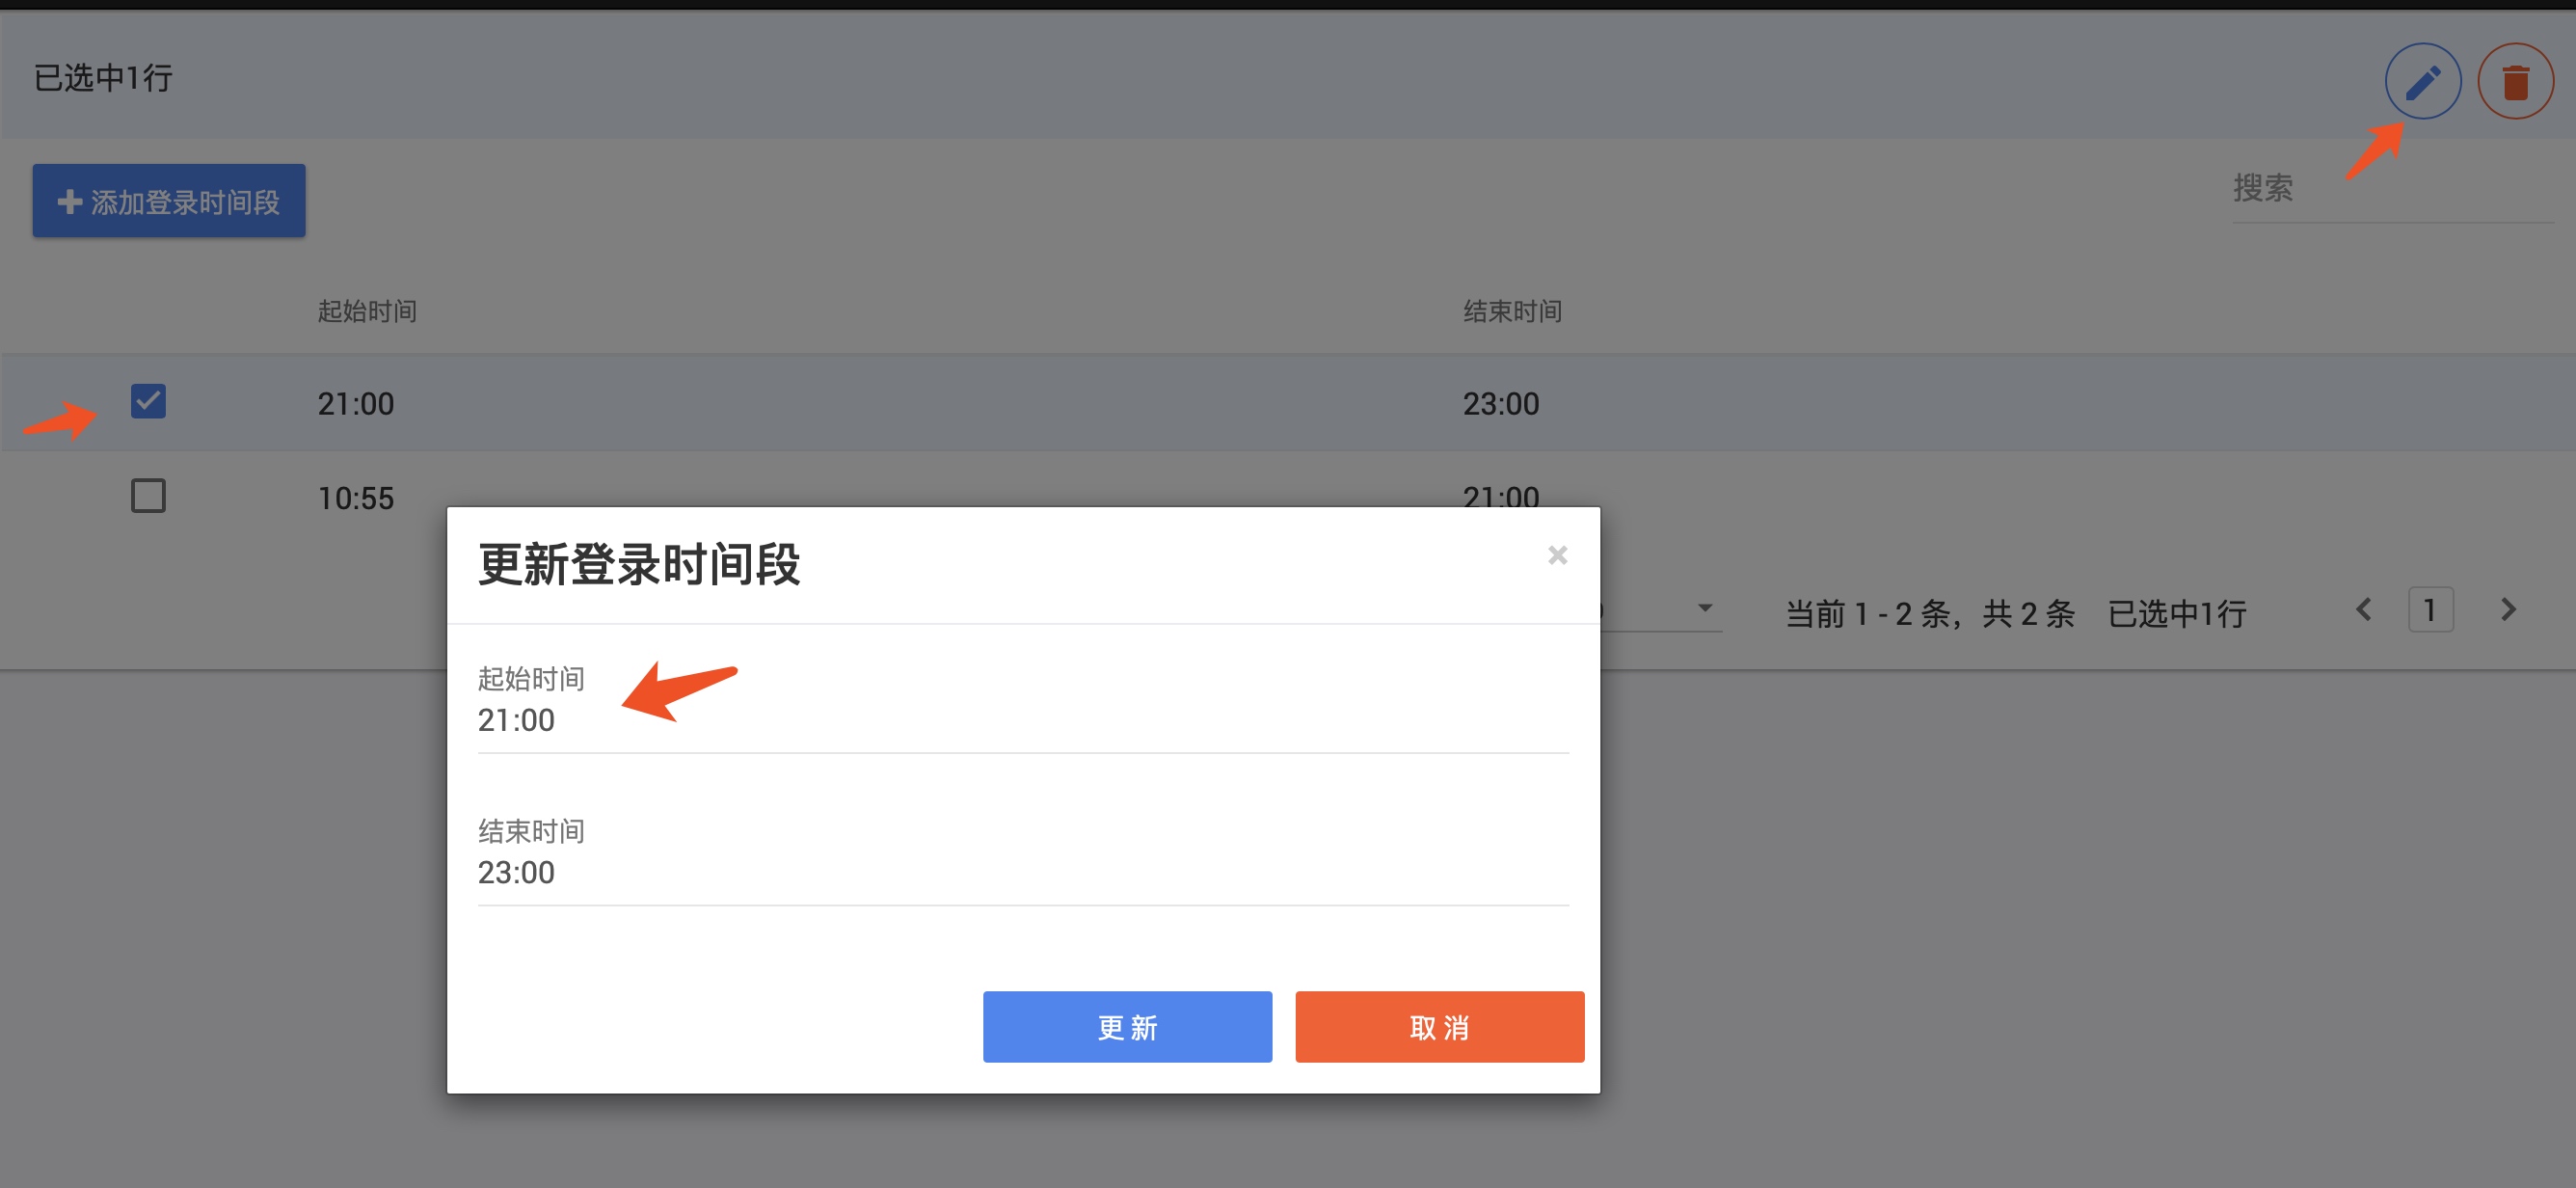 已选中1行
添加登录时间段
搜索
起始时间 结束时间
21:00 23:00
10:55 21:00
更新登录时间段
当前 1 - 2 条，共 2 条 已选中1行 1
起始时间
21:00
结束时间
23:00
更新 取消